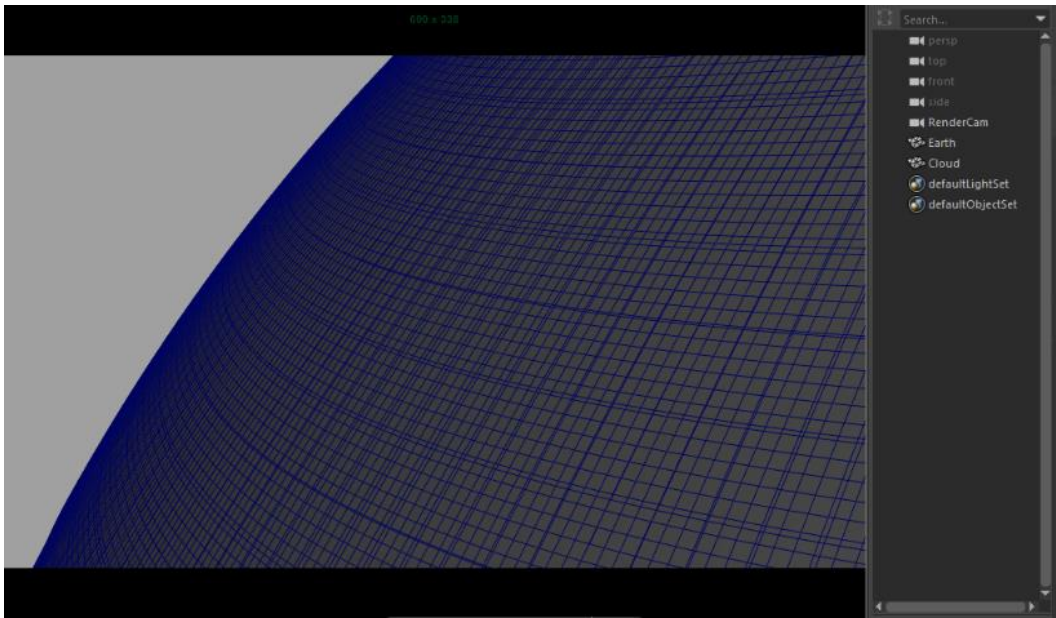 Search...
persp
top
front
side
RenderCam
Earth
Cloud
defaultLightSet
defaultObjectSet